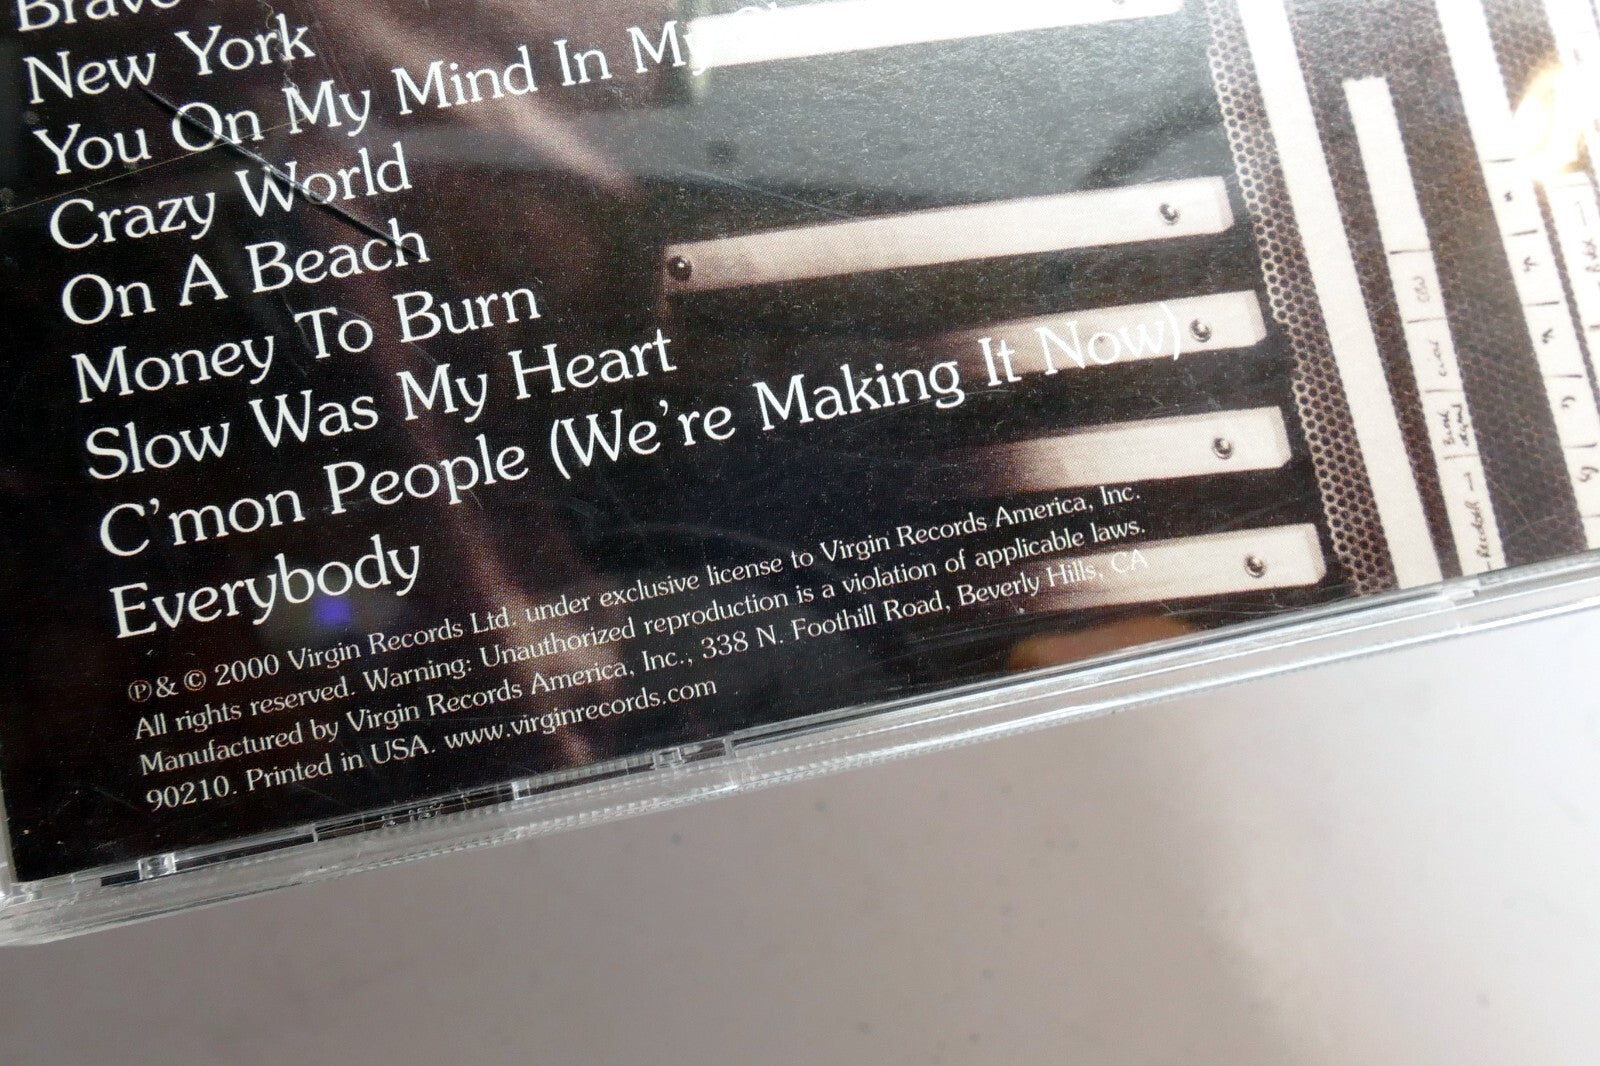 Brave
New York
You On My Mind In My
Crazy World
On A Beach
Money To Burn
Slow Was My Heart
C'mon People (We're Making It Now)
Everybody
℗& © 2000 Virgin Records Ltd. under exclusive license to Virgin Records America, Inc.
All rights reserved. Warning: Unauthorized reproduction is a violation of applicable laws.
Manufactured by Virgin Records America, Inc., 338 N. Foothill Road, Beverly Hills, CA
90210. Printed in USA. www.virginrecords.com